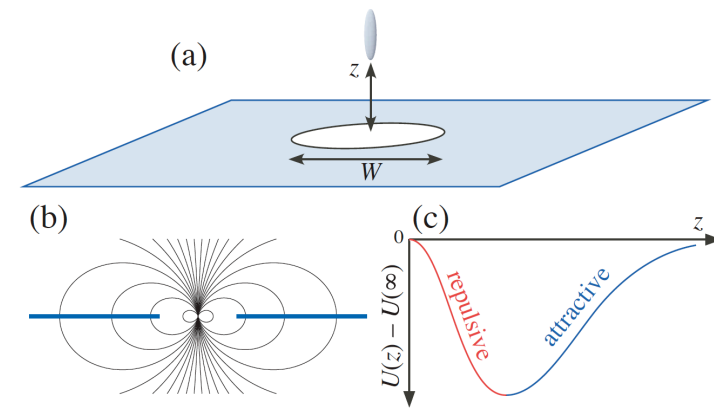 (a)
z
W
(b)
(c)
z
0
U(z) − U(∞)
repulsive
attractive